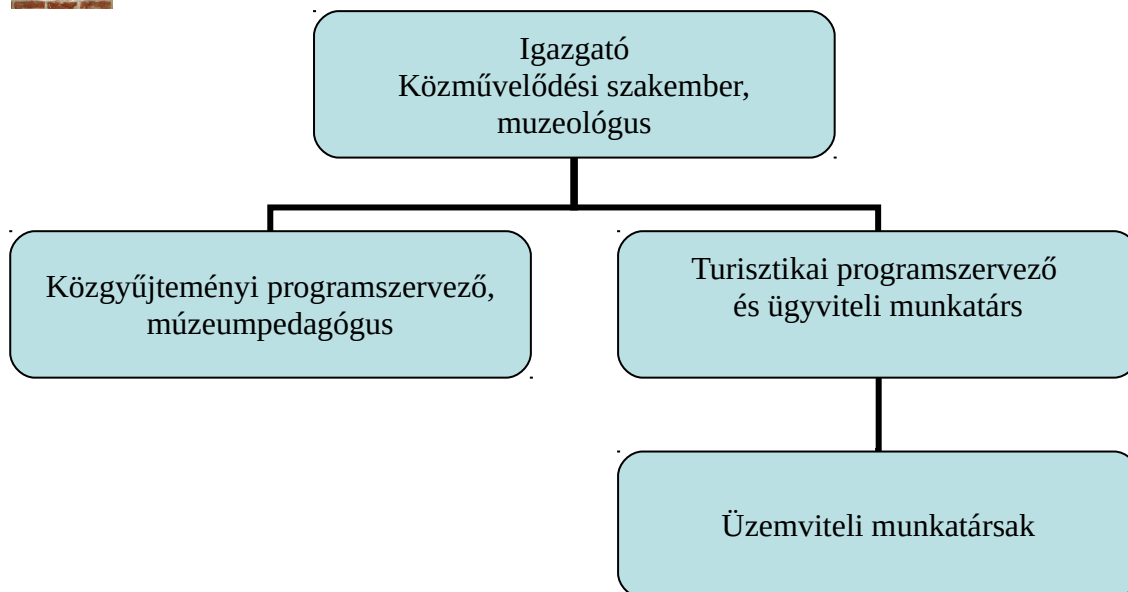 Igazgató
Közművelődési szakember,
muzeológus
Közgyűjteményi programszervező,
múzeumpedagógus
Turisztikai programszervező
és ügyviteli munkatárs
Üzemviteli munkatársak